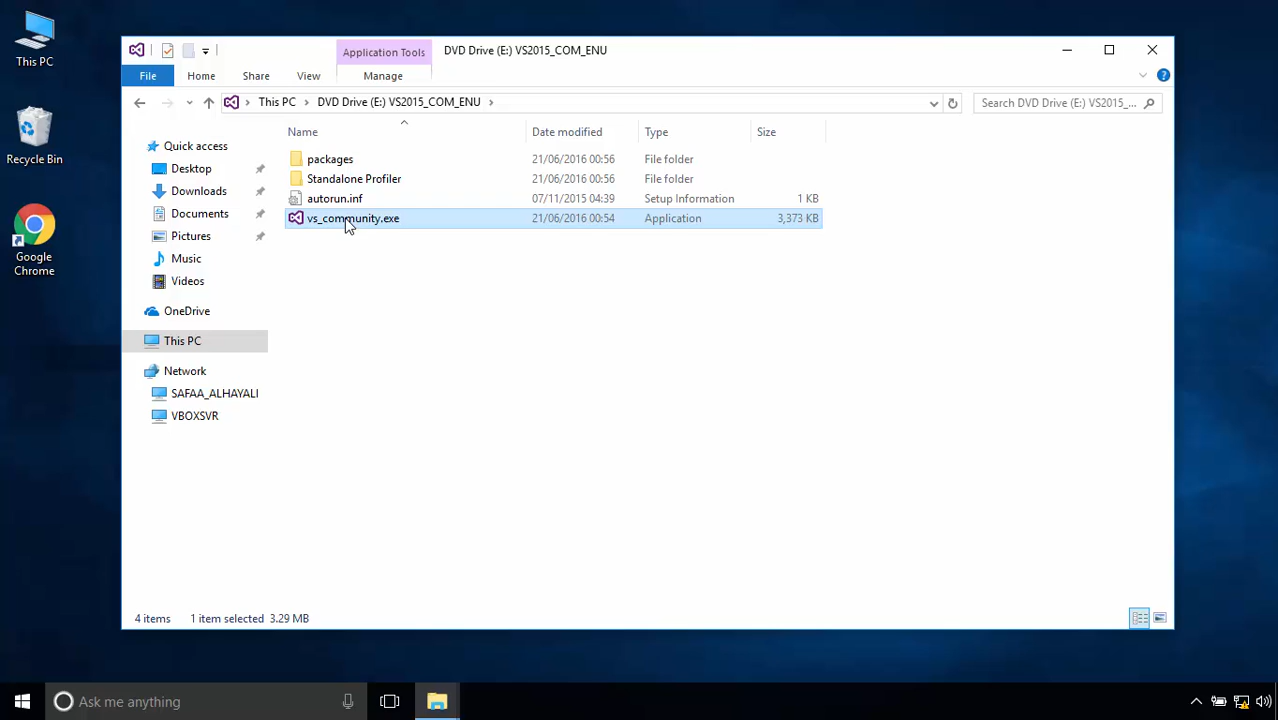 This PC
Recycle Bin
Google
Chrome
Application Tools
DVD Drive (E:) VS2015_COM_ENU
File
Home
Share
View
Manage
This PC
DVD Drive (E:) VS2015_COM_ENU
Search DVD Drive (E:) VS2015_...
Quick access
Desktop
Downloads
Documents
Pictures
Music
Videos
OneDrive
This PC
Network
SAFAA_ALHAYALI
VBOXSVR
Name Date modified Type Size
packages 21/06/2016 00:56 File folder
Standalone Profiler 21/06/2016 00:56 File folder
autorun.inf 07/11/2015 04:39 Setup Information 1 KB
vs_community.exe 21/06/2016 00:54 Application 3,373 KB
4 items 1 item selected 3.29 MB
Ask me anything